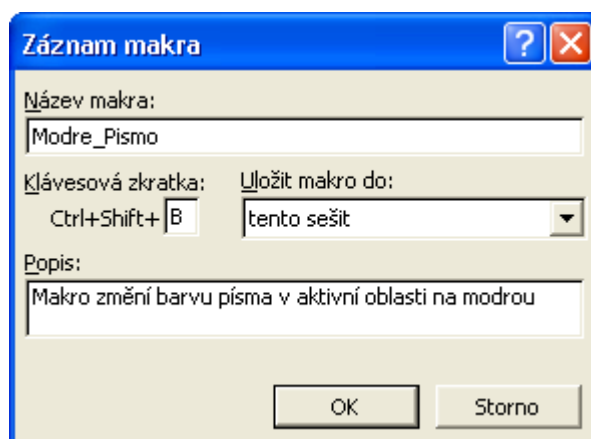 Záznam makra
Název makra:
Modre_Pismo
Klávesová zkratka: Uložit makro do:
Ctrl+Shift+ B tento sešit
Popis:
Makro změní barvu písma v aktivní oblasti na modrou
OK Storno